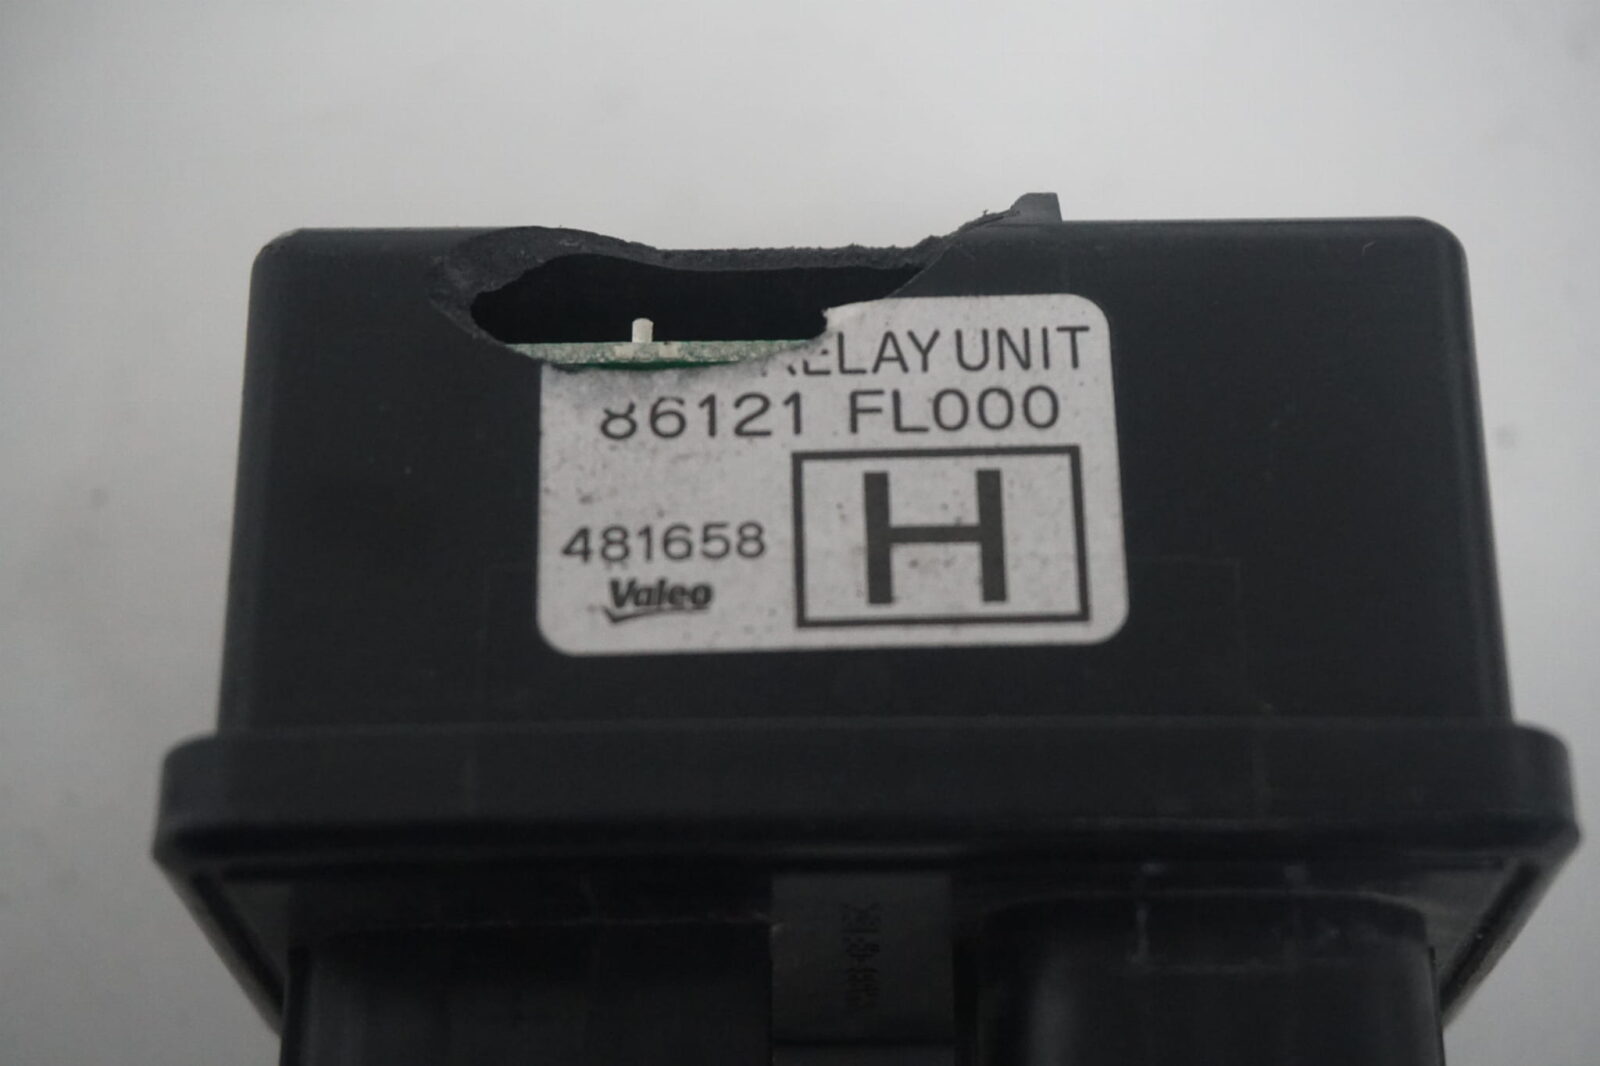 RELAY UNIT
86121 FL000
481658
H
Valeo